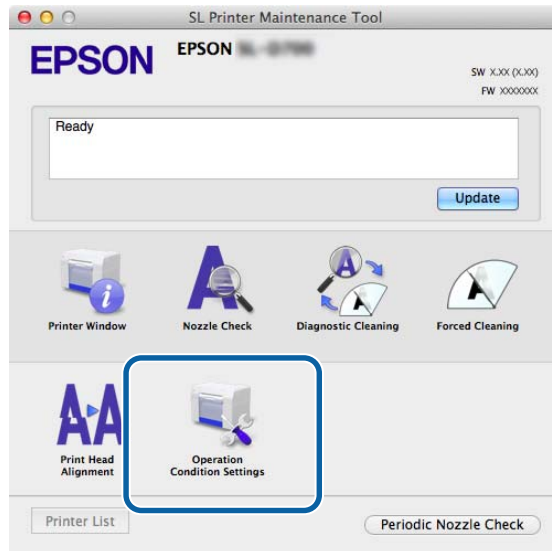 SL Printer Maintenance Tool
EPSON
EPSON
SW X.XX (X.XX)
FW XXXXXXX
Ready
Update
Printer Window
Nozzle Check
Diagnostic Cleaning
Forced Cleaning
Print Head
Alignment
Operation
Condition Settings
Printer List
Periodic Nozzle Check